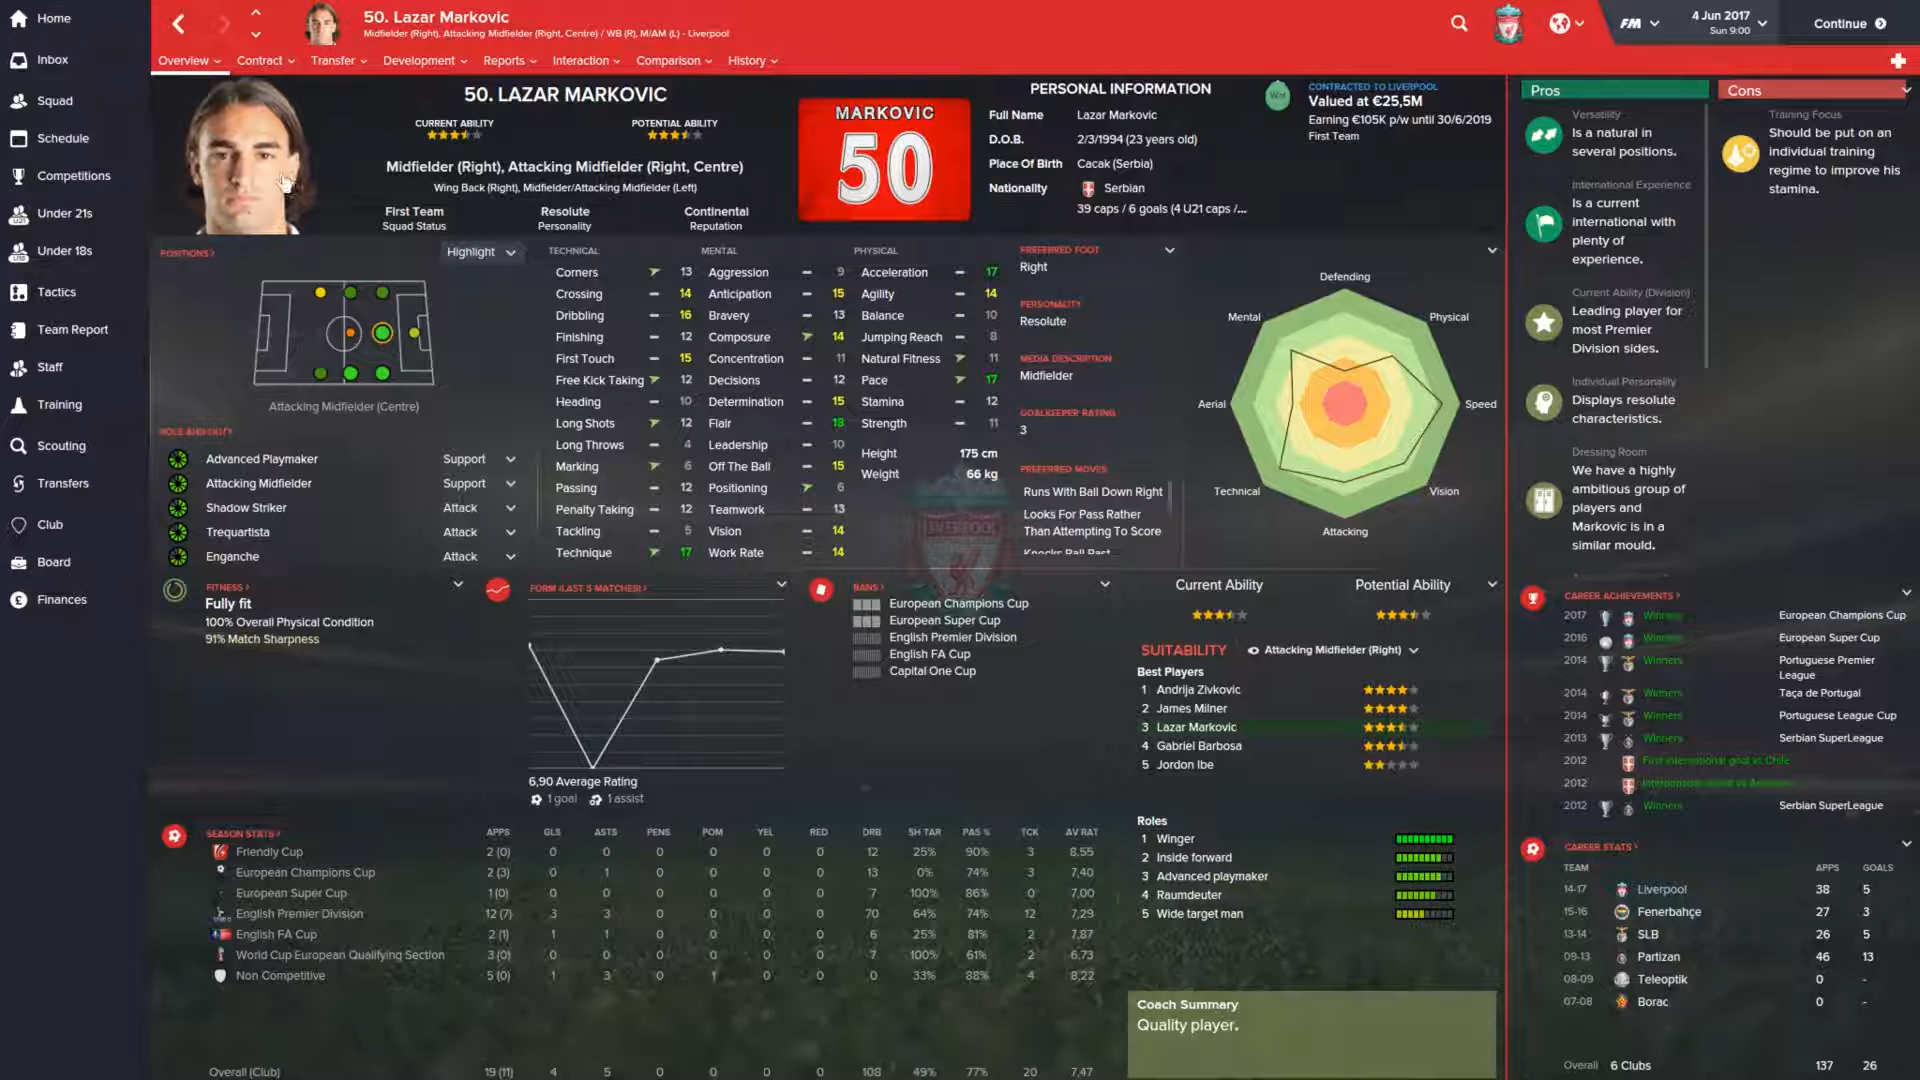 Home
Inbox
Squad
Schedule
Competitions
Under 21s
Under 18s
Tactics
Team Report
Staff
Training
Scouting
Transfers
Club
Board
Finances
50. Lazar Markovic
Midfielder (Right), Attacking Midfielder (Right, Centre) / WB (R), M/AM (L) - Liverpool
FM
4 Jun 2017
Sun 9:00
Continue
Overview Contract Transfer Development Reports Interaction Comparison History
50. LAZAR MARKOVIC
CURRENT ABILITY POTENTIAL ABILITY
Midfielder (Right), Attacking Midfielder (Right, Centre)
Wing Back (Right), Midfielder/Attacking Midfielder (Left)
First Team Resolute Continental
Squad Status Personality Reputation
MARKOVIC
50
PERSONAL INFORMATION
Full Name Lazar Markovic
D.O.B. 2/3/1994 (23 years old)
Place Of Birth Cacak (Serbia)
Nationality Serbian
39 caps / 6 goals (4 U21 caps /...
Wnt
CONTRACTED TO LIVERPOOL
Valued at €25,5M
Earning €105K p/w until 30/6/2019
First Team
POSITIONS
Highlight
Attacking Midfielder (Centre)
ROLE AND DUTY
Advanced Playmaker Support
Attacking Midfielder Support
Shadow Striker Attack
Trequartista Attack
Enganche Attack
TECHNICAL MENTAL PHYSICAL
Corners 13 Aggression 9 Acceleration 17
Crossing 14 Anticipation 15 Agility 14
Dribbling 16 Bravery 13 Balance 10
Finishing 12 Composure 14 Jumping Reach 8
First Touch 15 Concentration 11 Natural Fitness 11
Free Kick Taking 12 Decisions 12 Pace 17
Heading 10 Determination 15 Stamina 12
Long Shots 12 Flair 18 Strength 11
Long Throws 4 Leadership 10
Marking 6 Off The Ball 15
Passing 12 Positioning 6
Penalty Taking 12 Teamwork 13
Tackling 5 Vision 14
Technique 17 Work Rate 14
Height 175 cm
Weight 66 kg
PREFERRED FOOT
Right
PERSONALITY
Resolute
MEDIA DESCRIPTION
Midfielder
GOALKEEPER RATING
3
PREFERRED MOVES
Runs With Ball Down Right
Looks For Pass Rather
Than Attempting To Score
Knocks Ball Past
LIVERPOOL
Defending
Mental Physical
Aerial Speed
Technical Vision
Attacking
FITNESS
Fully fit
100% Overall Physical Condition
91% Match Sharpness
FORM (LAST 5 MATCHES)
6,90 Average Rating
1 goal 1 assist
BANS
European Champions Cup
European Super Cup
English Premier Division
English FA Cup
Capital One Cup
Current Ability Potential Ability
SUITABILITY Attacking Midfielder (Right)
Best Players
1 Andrija Zivkovic
2 James Milner
3 Lazar Markovic
4 Gabriel Barbosa
5 Jordon Ibe
Roles
1 Winger
2 Inside forward
3 Advanced playmaker
4 Raumdeuter
5 Wide target man
SEASON STATS APPS GLS ASTS PENS POM YEL RED DRB SH TAR PAS % TCK AV RAT
Friendly Cup 2 (0) 0 0 0 0 0 0 12 25% 90% 3 8,55
European Champions Cup 2 (3) 0 1 0 0 0 0 13 0% 74% 3 7,40
European Super Cup 1 (0) 0 0 0 0 0 0 7 100% 86% 0 7,00
English Premier Division 12 (7) 3 3 0 0 0 0 70 64% 74% 12 7,29
English FA Cup 2 (1) 1 1 0 0 0 0 6 25% 81% 2 7,87
World Cup European Qualifying Section 3 (0) 0 0 0 0 0 0 7 100% 61% 2 6,73
Non Competitive 5 (0) 1 3 0 1 0 0 0 33% 88% 4 8,22
Overall (Club) 19 (11) 4 5 0 0 0 0 108 49% 77% 20 7,47
Coach Summary
Quality player.
Pros
Versatility
Is a natural in
several positions.
International Experience
Is a current
international with
plenty of
experience.
Current Ability (Division)
Leading player for
most Premier
Division sides.
Individual Personality
Displays resolute
characteristics.
Dressing Room
We have a highly
ambitious group of
players and
Markovic is in a
similar mould.
Cons
Training Focus
Should be put on an
individual training
regime to improve his
stamina.
CAREER ACHIEVEMENTS
2017 Winners European Champions Cup
2016 Winners European Super Cup
2014 Winners Portuguese Premier
League
2014 Winners Taça de Portugal
2014 Winners Portuguese League Cup
2013 Winners Serbian SuperLeague
2012 First international goal vs Chile
2012 International debut vs
2012 Winners Serbian SuperLeague
CAREER STATS
TEAM APPS GOALS
14-17 Liverpool 38 5
15-16 Fenerbahçe 27 3
13-14 SLB 26 5
09-13 Partizan 46 13
08-09 Teleoptik 0 -
07-08 Borac 0 -
Overall 6 Clubs 137 26